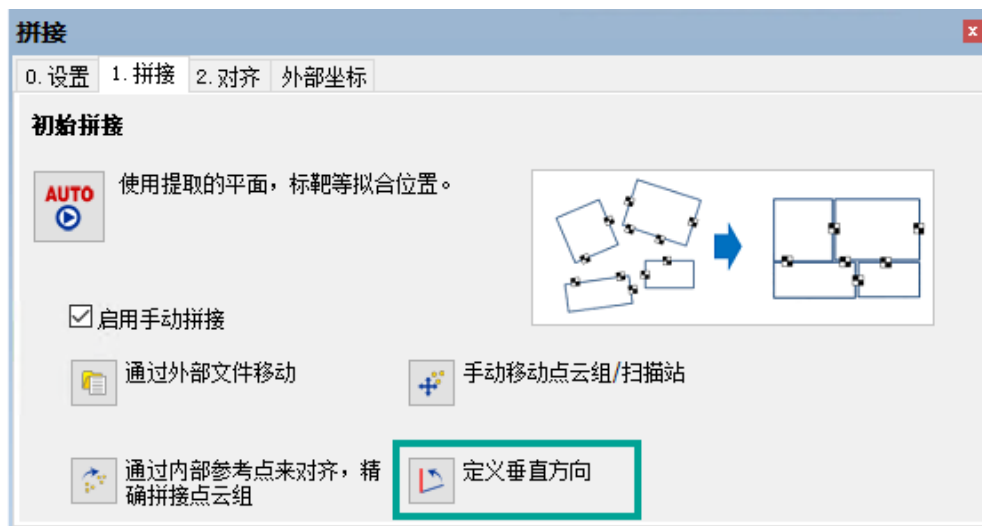 拼接
0.设置 1.拼接 2.对齐 外部坐标
初始拼接
AUTO
使用提取的平面，标靶等拟合位置。
启用手动拼接
通过外部文件移动 手动移动点云组/扫描站
通过内部参考点来对齐，精
确拼接点云组
定义垂直方向